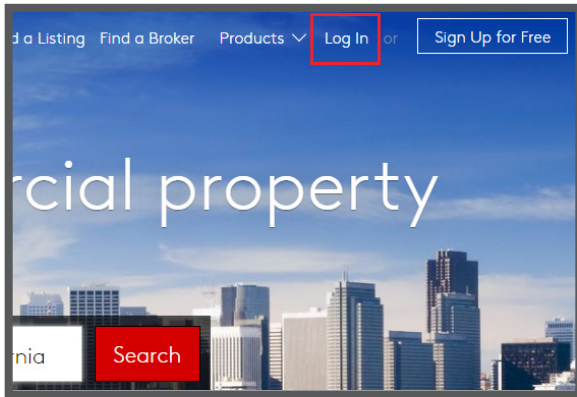 d a Listing Find a Broker Products Log In or Sign Up for Free
rcial property
rnia Search